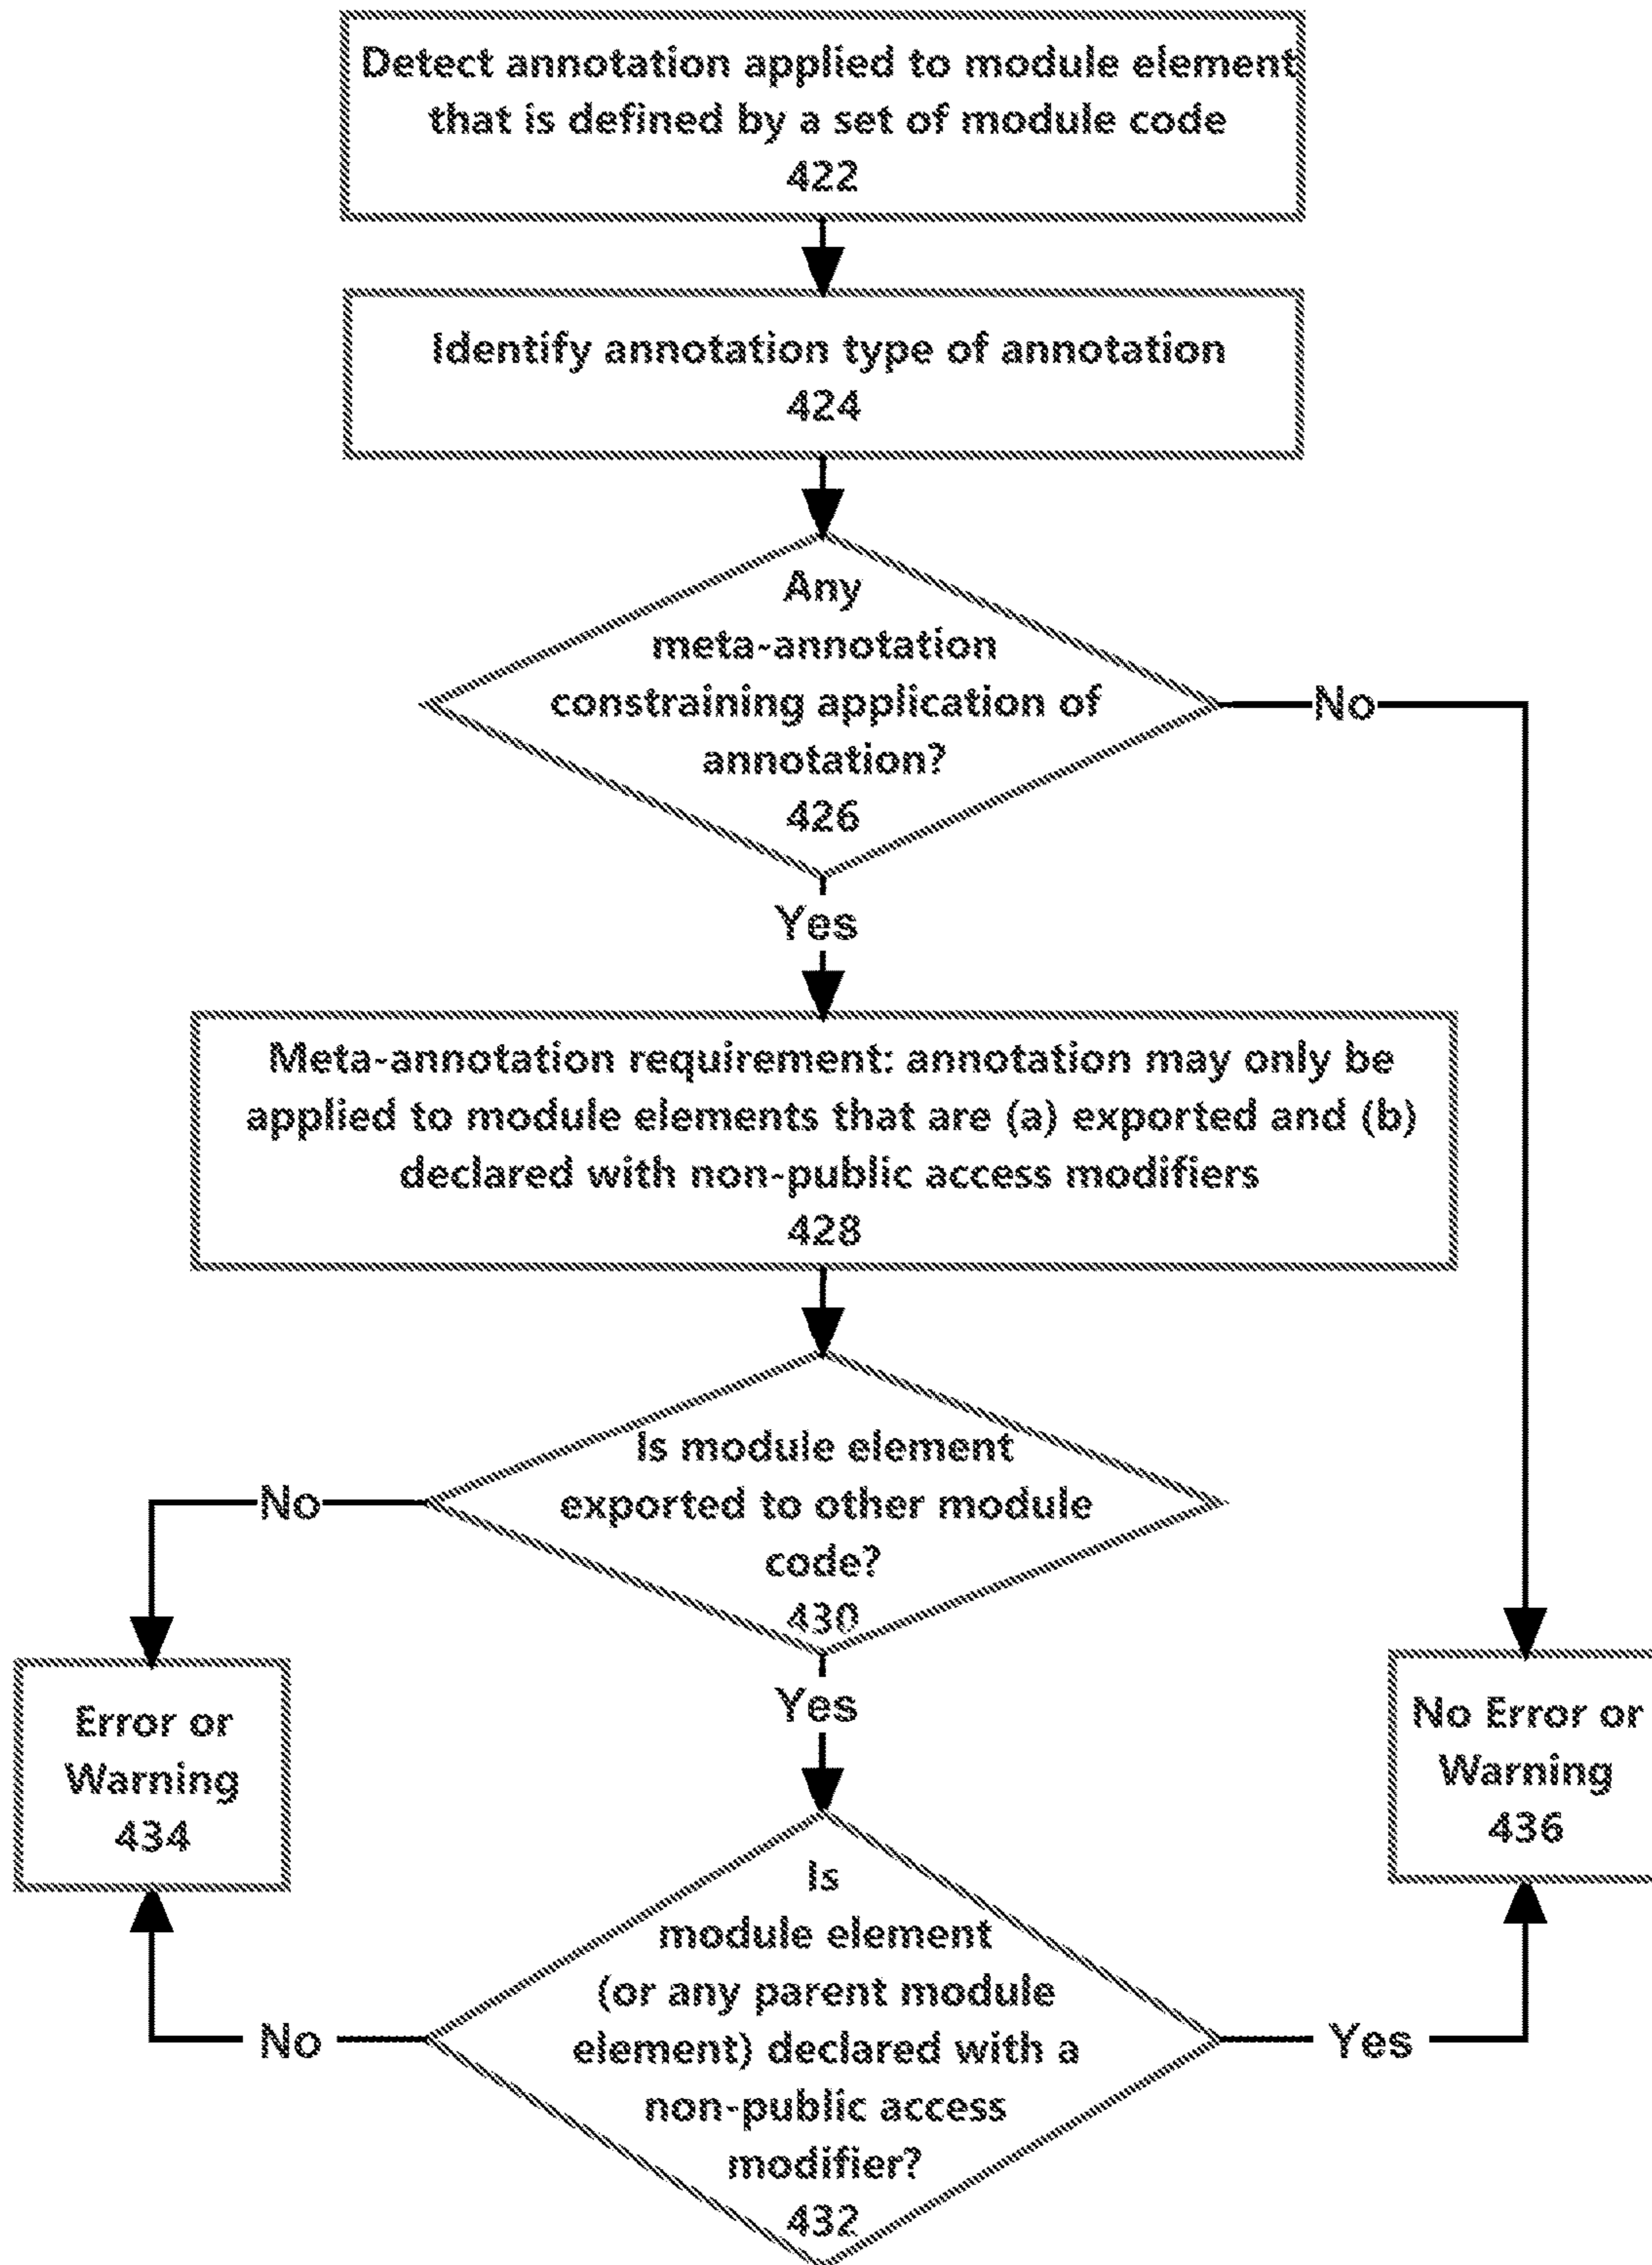 Detect annotation applied to module element
that is defined by a set of module code
422
Identify annotation type of annotation
424
Any
meta-annotation
constraining application of
annotation?
426
No
Yes
Meta-annotation requirement: annotation may only be
applied to module elements that are (a) exported and (b)
declared with non-public access modifiers
428
Is module element
exported to other module
code?
430
No
Yes
Error or
Warning
434
No Error or
Warning
436
Is
module element
(or any parent module
element) declared with a
non-public access
modifier?
432
No
Yes